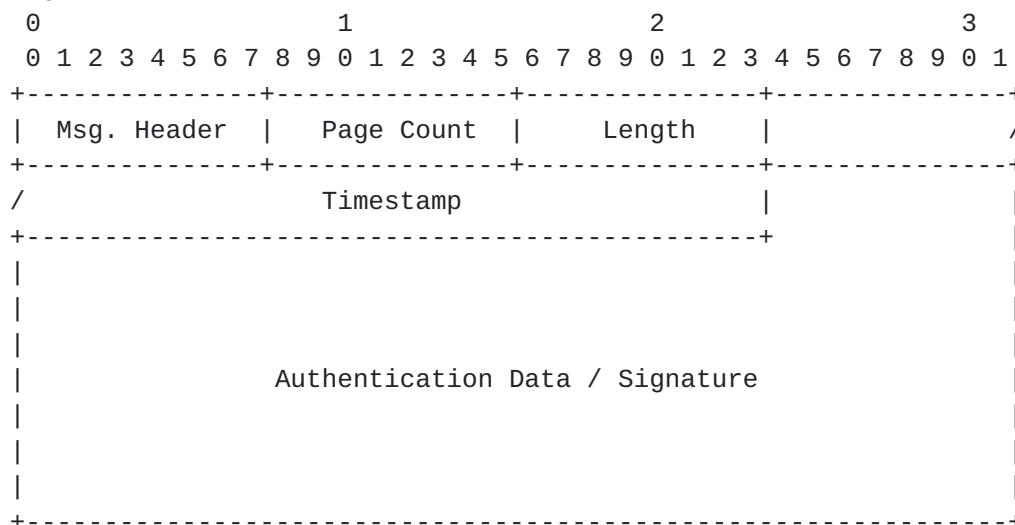 0                   1                   2                   3
 0 1 2 3 4 5 6 7 8 9 0 1 2 3 4 5 6 7 8 9 0 1 2 3 4 5 6 7 8 9 0 1
+---------------+---------------+---------------+---------------+
|  Msg. Header  |   Page Count  |     Length    |               /
+---------------+---------------+---------------+---------------+
/                   Timestamp                   |               |
+-----------------------------------------------+               |
|                                                               |
|                                                               |
|                                                               |
|                Authentication Data / Signature                |
|                                                               |
|                                                               |
|                                                               |
+---------------------------------------------------------------+